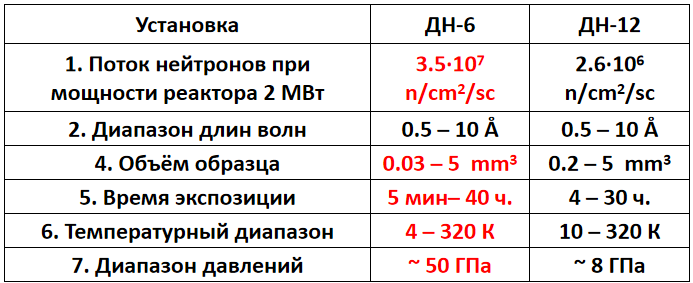 Установка ДН-6 ДН-12
1. Поток нейтронов при
мощности реактора 2 МВт
3.5·10⁷
n/cm²/sc
2.6·10⁶
n/cm²/sc
2. Диапазон длин волн 0.5 – 10 Å 0.5 – 10 Å
4. Объём образца 0.03 – 5 mm³ 0.2 – 5 mm³
5. Время экспозиции 5 мин– 40 ч. 4 – 30 ч.
6. Температурный диапазон 4 – 320 К 10 – 320 К
7. Диапазон давлений ~ 50 ГПа ~ 8 ГПа